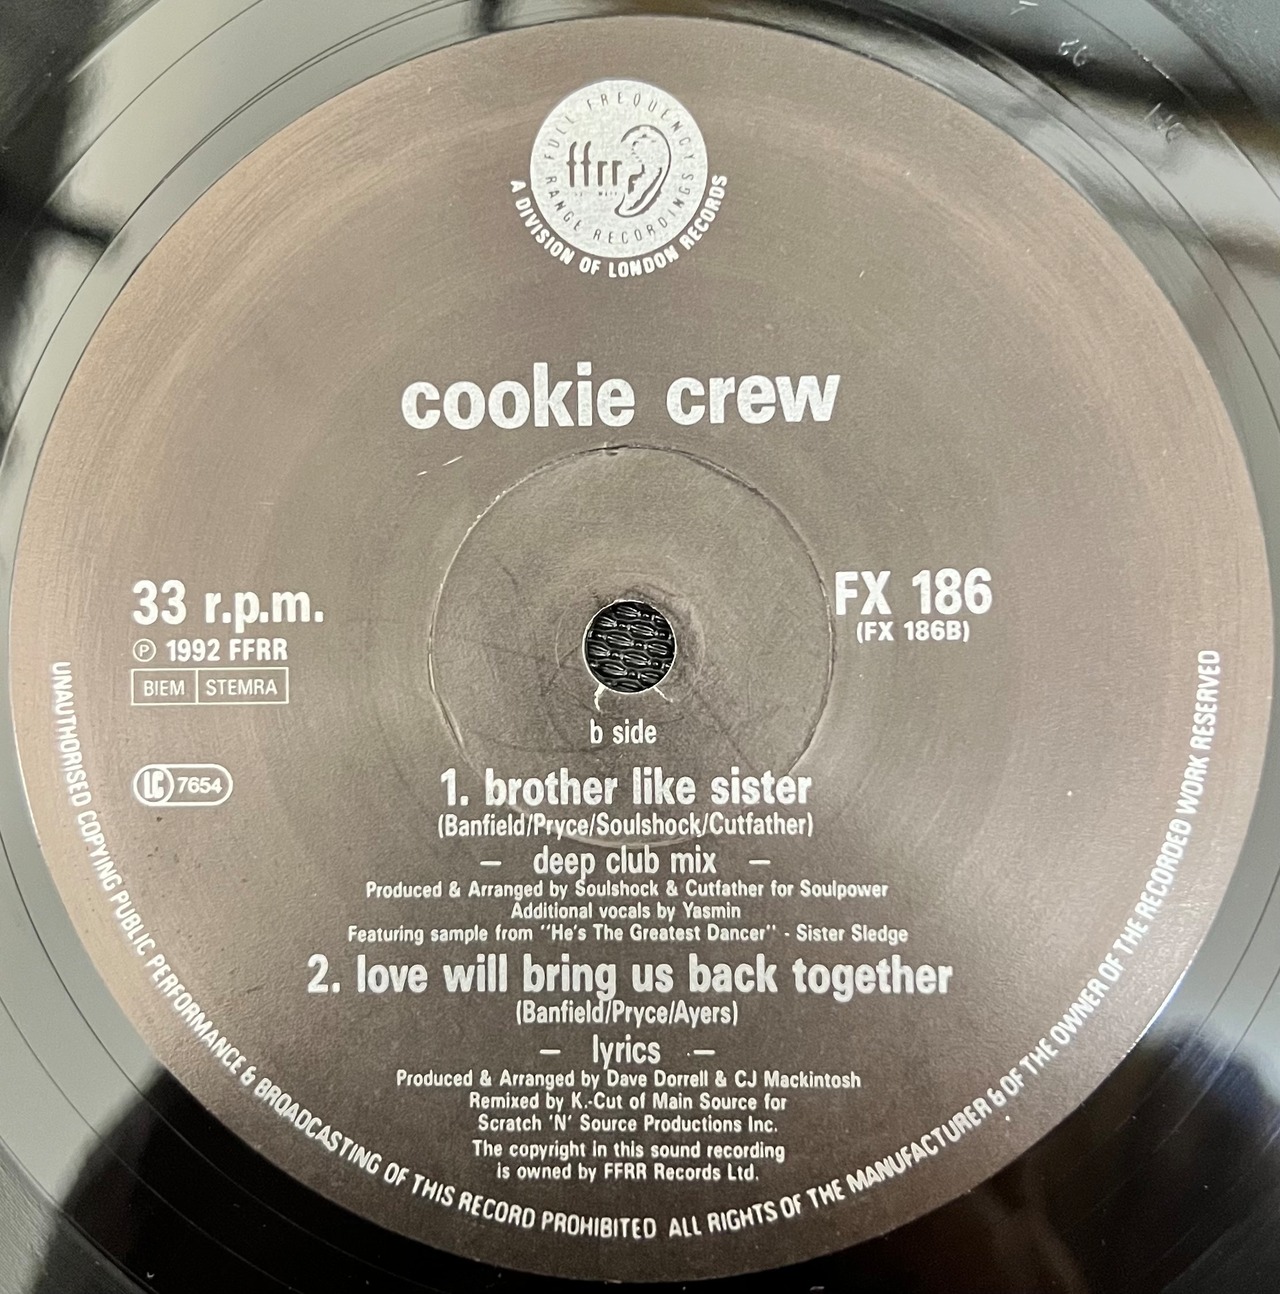 FULL FREQUENCY
ffrr
RANGE RECORDINGS
A DIVISION OF LONDON RECORDS
cookie crew
33 r.p.m.
℗ 1992 FFRR
BIEM STEMRA
LC 7654
FX 186
(FX 186B)
b side
1. brother like sister
(Banfield/Pryce/Soulshock/Cutfather)
– deep club mix –
Produced & Arranged by Soulshock & Cutfather for Soulpower
Additional vocals by Yasmin
Featuring sample from "He's The Greatest Dancer" - Sister Sledge
2. love will bring us back together
(Banfield/Pryce/Ayers)
– lyrics –
Produced & Arranged by Dave Dorrell & CJ Mackintosh
Remixed by K.-Cut of Main Source for
Scratch 'N' Source Productions Inc.
The copyright in this sound recording
is owned by FFRR Records Ltd.
UNAUTHORISED COPYING PUBLIC PERFORMANCE & BROADCASTING OF THIS RECORD PROHIBITED ALL RIGHTS OF THE MANUFACTURER & OF THE OWNER OF THE RECORDED WORK RESERVED